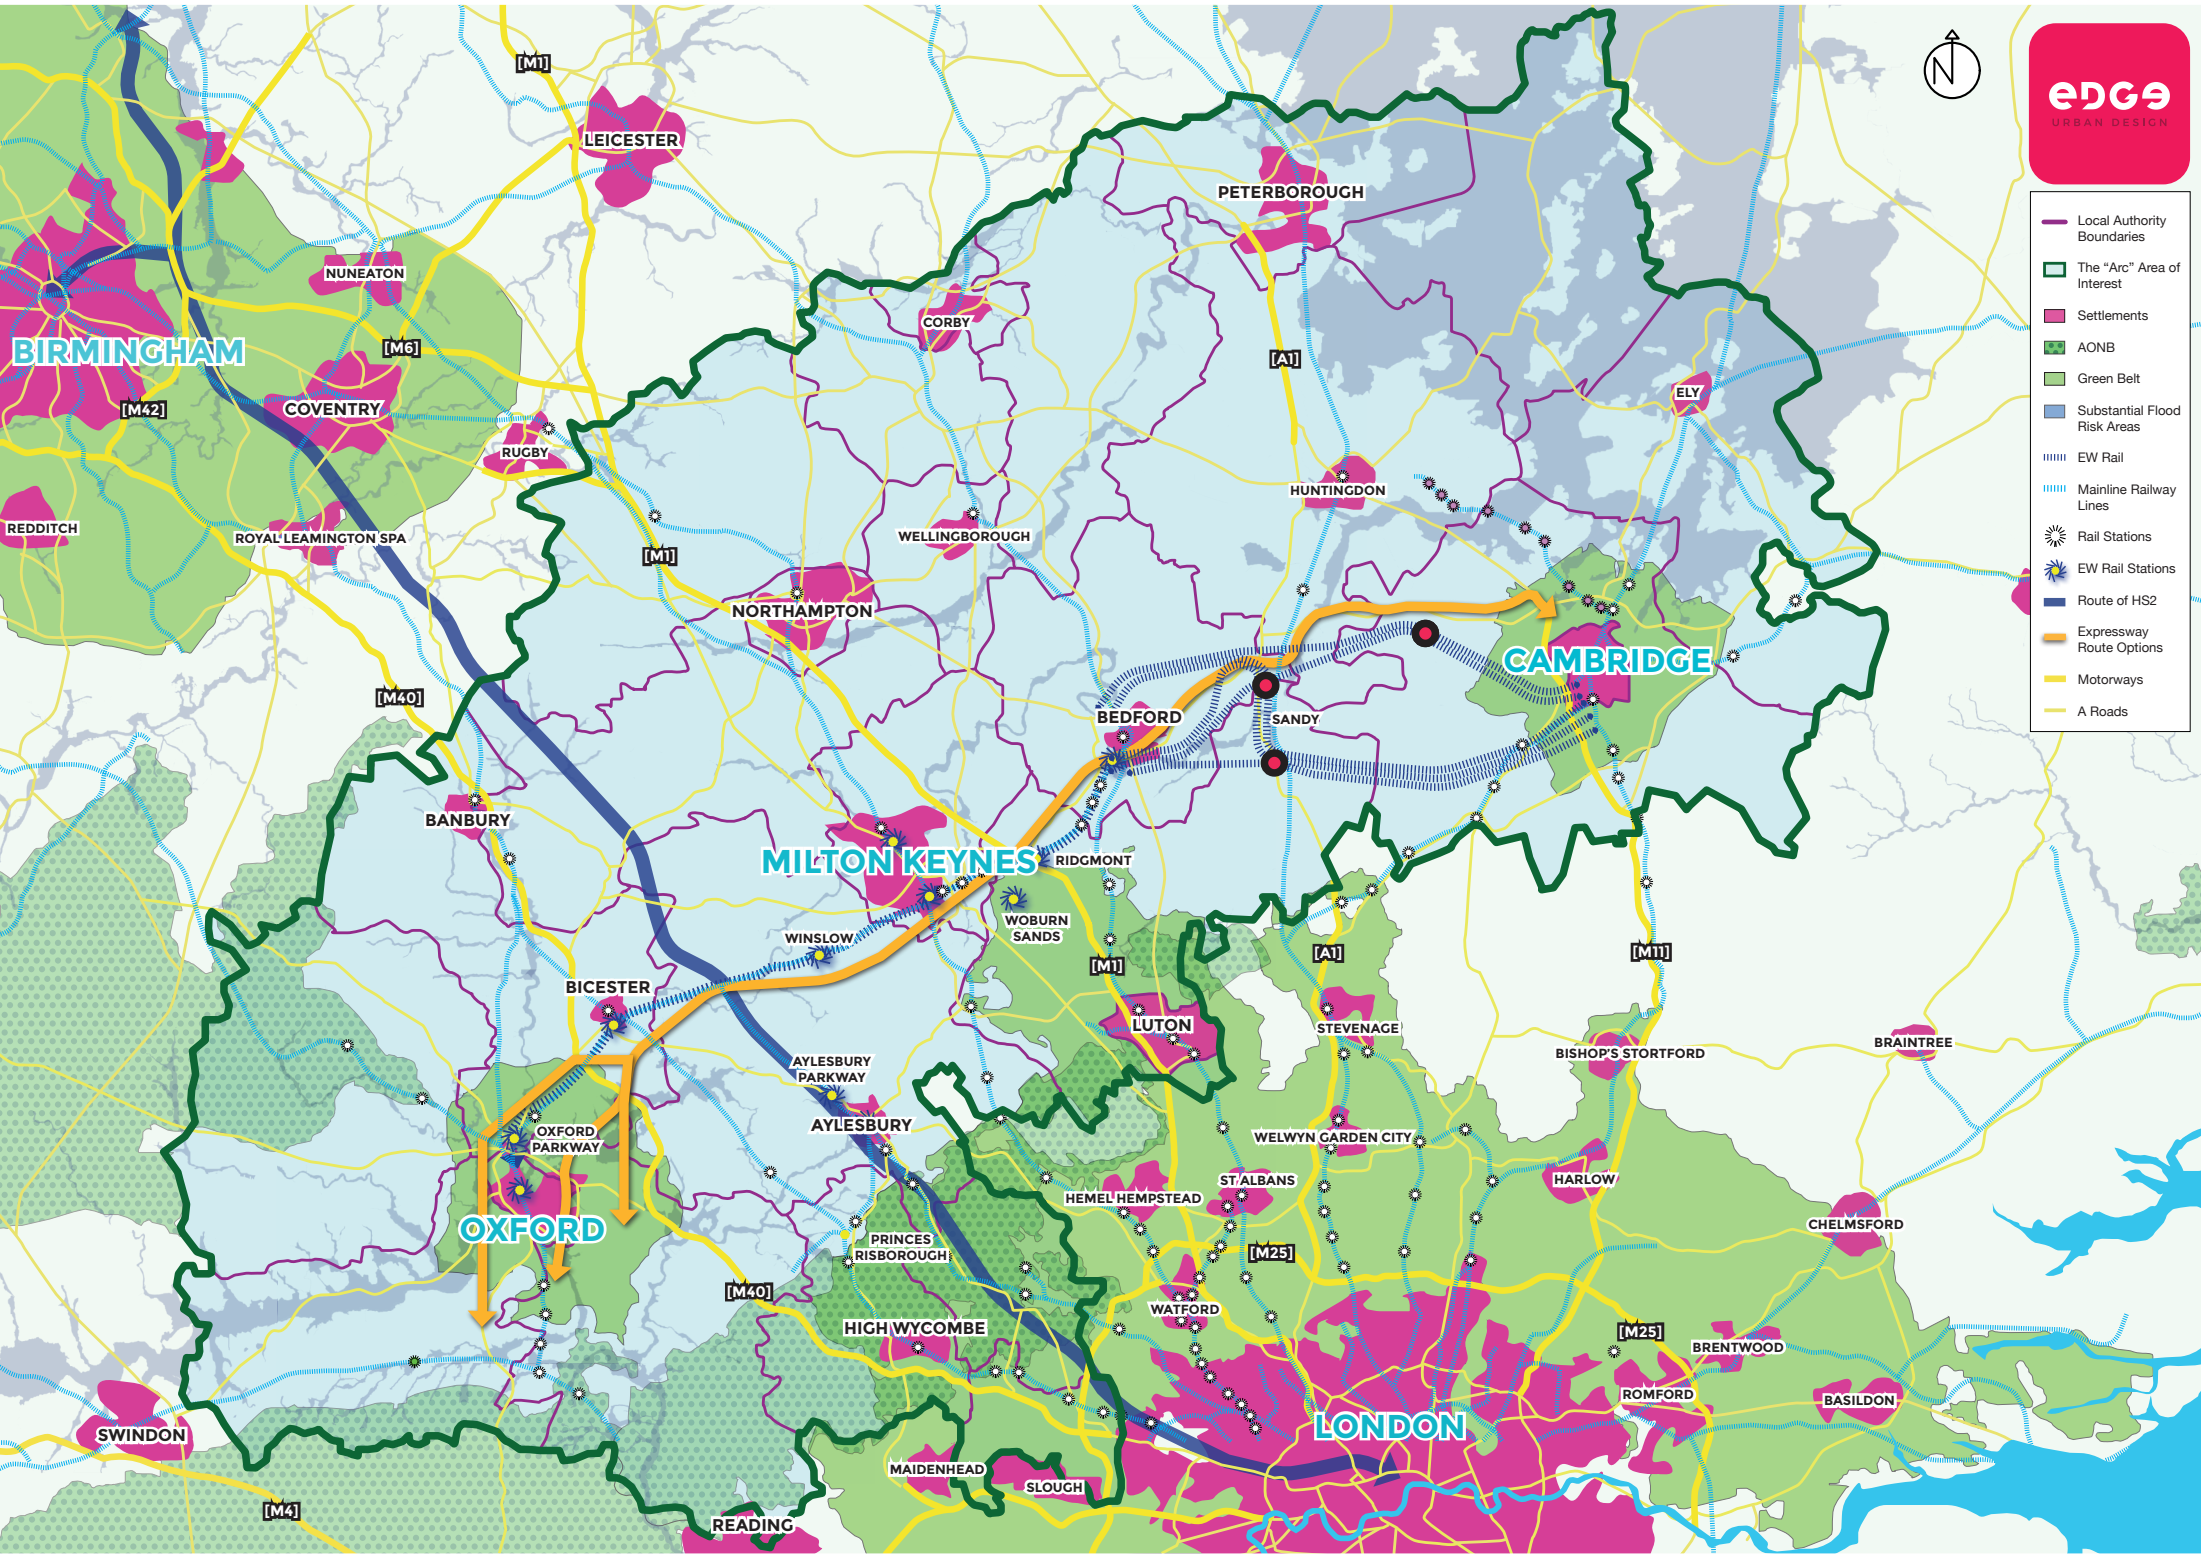 [M1]
LEICESTER
PETERBOROUGH
NUNEATON
CORBY
BIRMINGHAM
[M6]
[A1]
[M42]
COVENTRY
ELY
RUGBY
HUNTINGDON
REDDITCH
ROYAL LEAMINGTON SPA
WELLINGBOROUGH
[M1]
NORTHAMPTON
CAMBRIDGE
[M40]
BEDFORD
SANDY
BANBURY
MILTON KEYNES
RIDGMONT
WOBURN
SANDS
WINSLOW
[M1]
[A1]
[M11]
BICESTER
LUTON
STEVENAGE
BISHOP'S STORTFORD
BRAINTREE
AYLESBURY
PARKWAY
AYLESBURY
OXFORD
PARKWAY
WELWYN GARDEN CITY
HARLOW
ST ALBANS
HEMEL HEMPSTEAD
CHELMSFORD
OXFORD
PRINCES
RISBOROUGH
[M25]
[M40]
WATFORD
HIGH WYCOMBE
[M25]
BRENTWOOD
ROMFORD
BASILDON
SWINDON
LONDON
MAIDENHEAD
SLOUGH
[M4]
READING
N
eDGe
URBAN DESIGN
Local Authority
Boundaries
The “Arc” Area of
Interest
Settlements
AONB
Green Belt
Substantial Flood
Risk Areas
EW Rail
Mainline Railway
Lines
Rail Stations
EW Rail Stations
Route of HS2
Expressway
Route Options
Motorways
A Roads